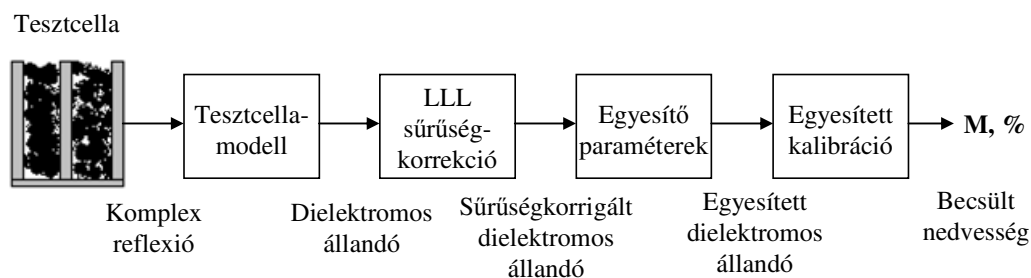 Tesztcella
Tesztcella-
modell
LLL
sűrűség-
korrekció
Egyesítő
paraméterek
Egyesített
kalibráció
M, %
Komplex
reflexió
Dielektromos
állandó
Sűrűségkorrigált
dielektromos
állandó
Egyesített
dielektromos
állandó
Becsült
nedvesség